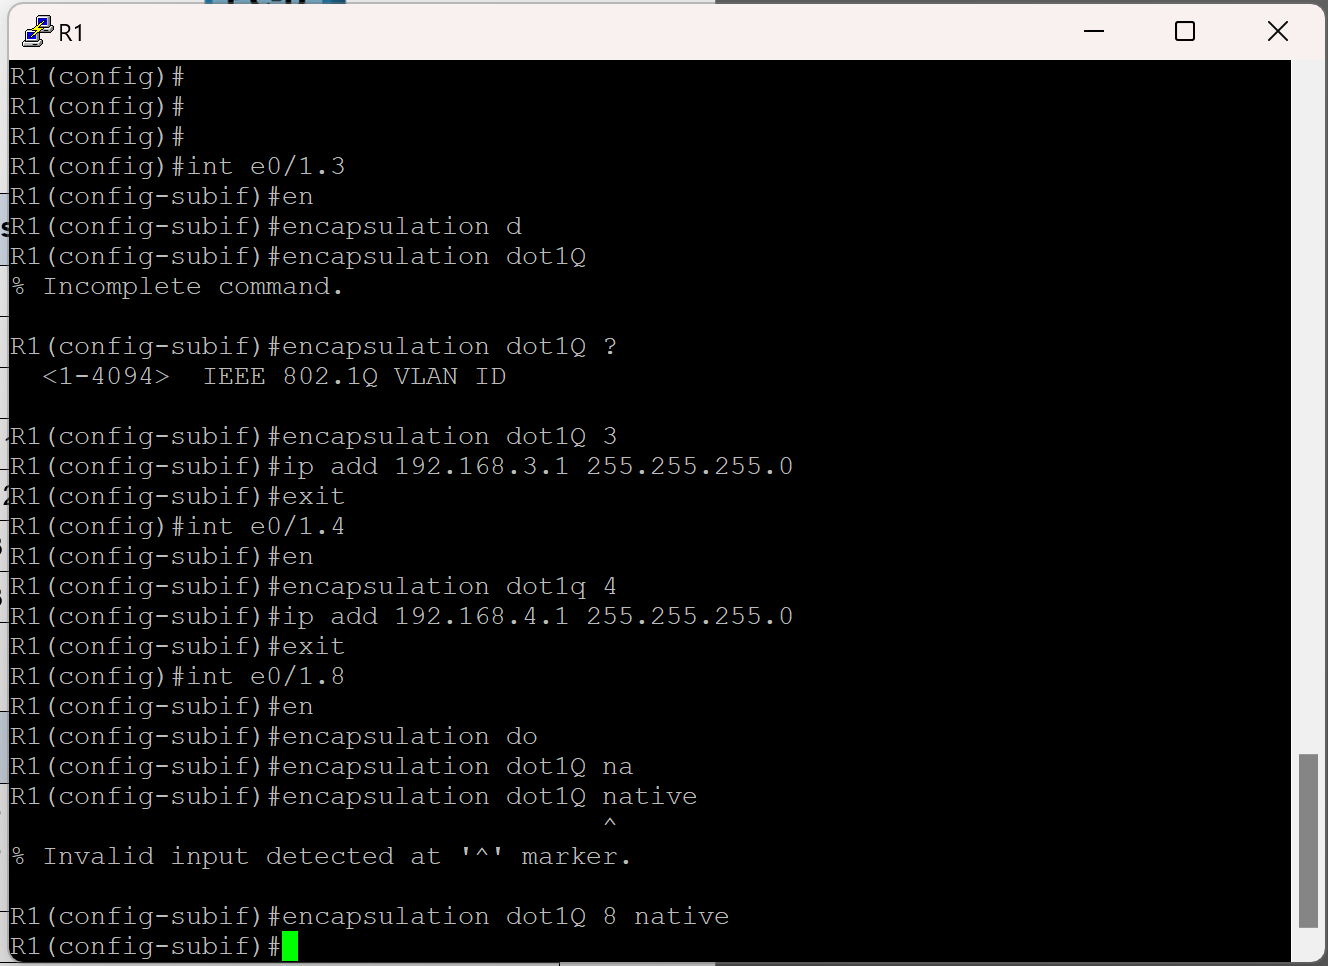 R1
R1(config)#
R1(config)#
R1(config)#
R1(config)#int e0/1.3
R1(config-subif)#en
R1(config-subif)#encapsulation d
R1(config-subif)#encapsulation dot1Q
% Incomplete command.
R1(config-subif)#encapsulation dot1Q ?
<1-4094>  IEEE 802.1Q VLAN ID
R1(config-subif)#encapsulation dot1Q 3
R1(config-subif)#ip add 192.168.3.1 255.255.255.0
R1(config-subif)#exit
R1(config)#int e0/1.4
R1(config-subif)#en
R1(config-subif)#encapsulation dot1q 4
R1(config-subif)#ip add 192.168.4.1 255.255.255.0
R1(config-subif)#exit
R1(config)#int e0/1.8
R1(config-subif)#en
R1(config-subif)#encapsulation do
R1(config-subif)#encapsulation dot1Q na
R1(config-subif)#encapsulation dot1Q native
^
% Invalid input detected at '^' marker.
R1(config-subif)#encapsulation dot1Q 8 native
R1(config-subif)#